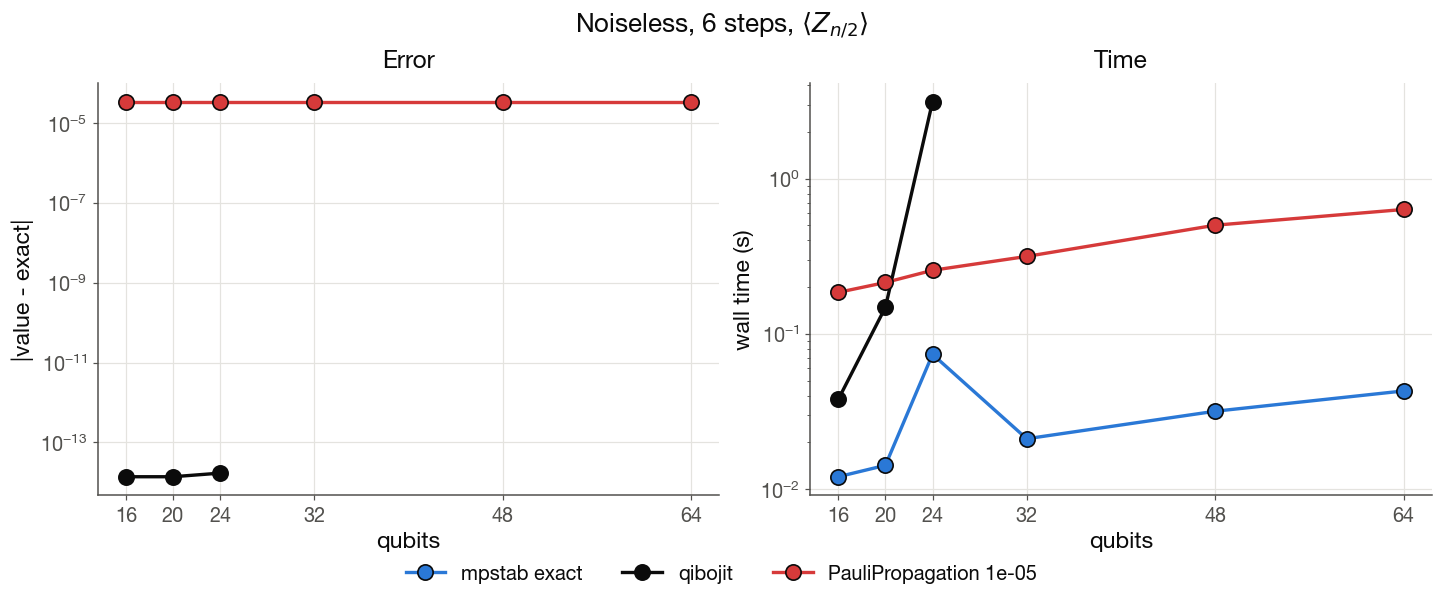 Noiseless, 6 steps, ⟨Z_{n/2}⟩
Error
|value - exact|
10⁻⁵
10⁻⁷
10⁻⁹
10⁻¹¹
10⁻¹³
16 20 24 32 48 64
qubits
Time
wall time (s)
10⁰
10⁻¹
10⁻²
16 20 24 32 48 64
qubits
mpstab exact qibojit PauliPropagation 1e-05